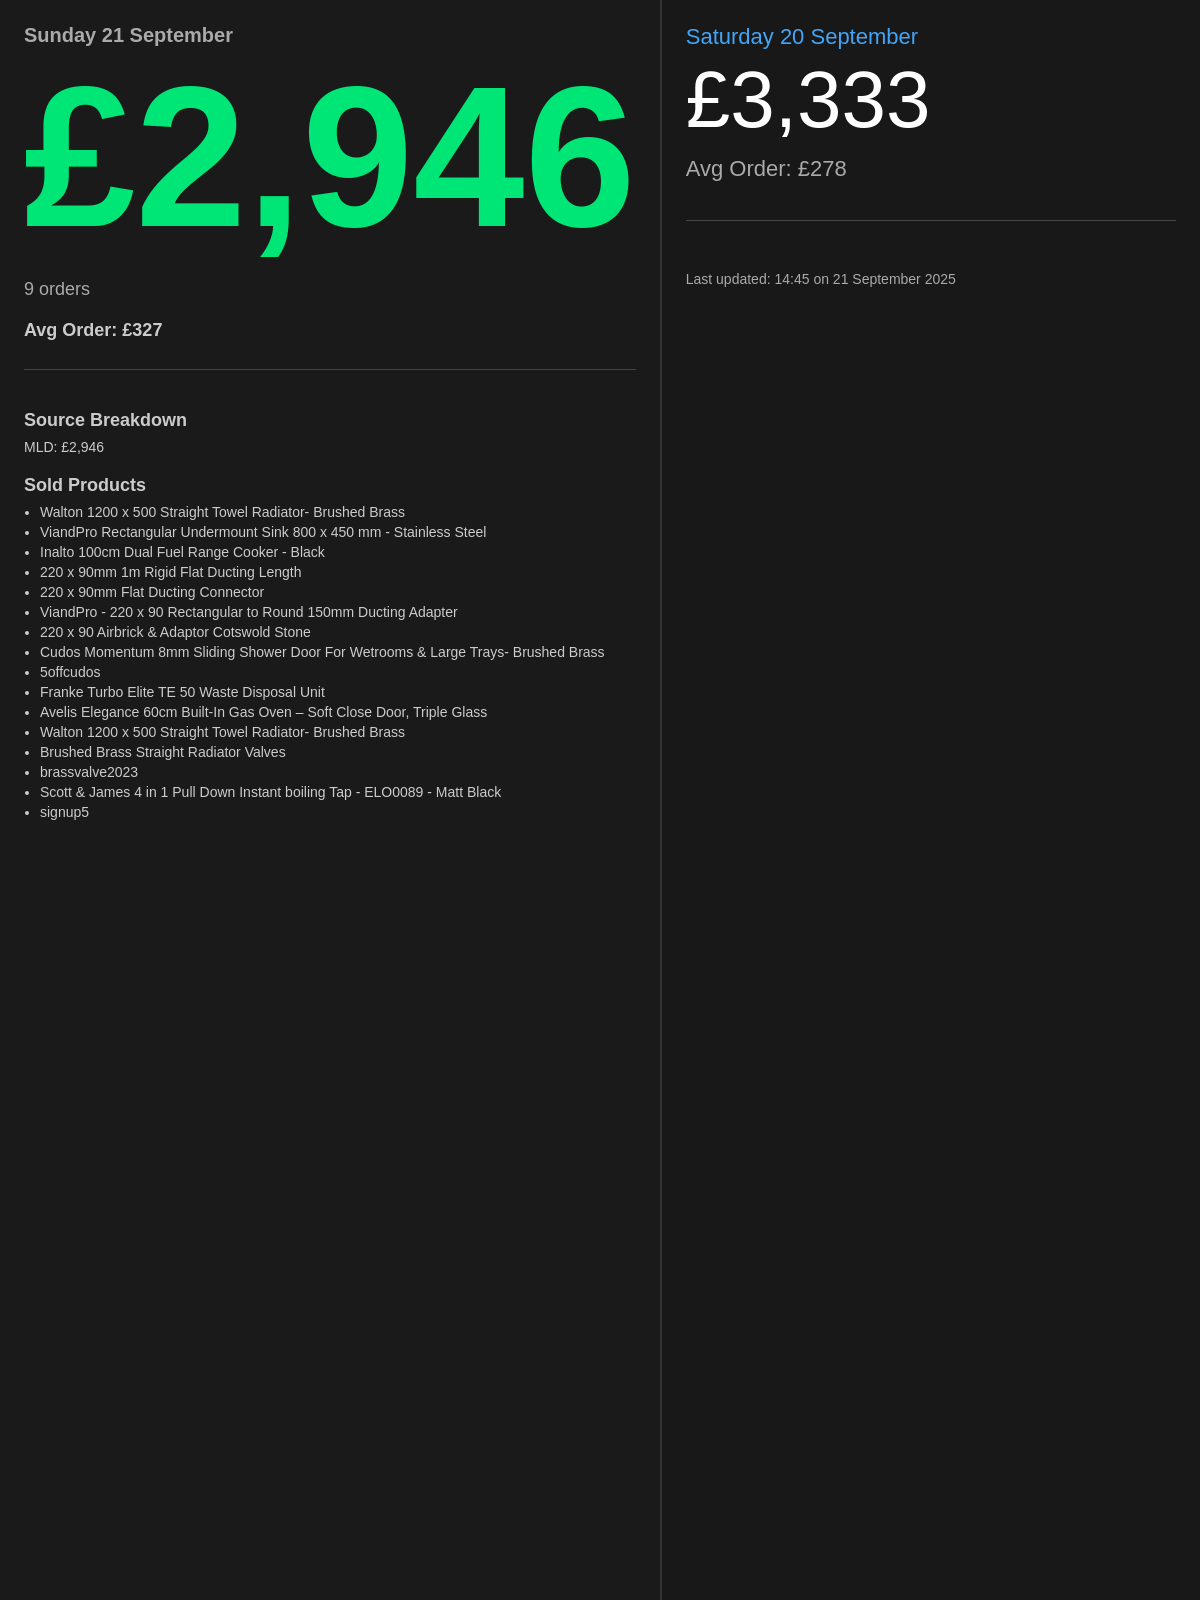 Sunday 21 September
£2,946
9 orders
Avg Order: £327
Source Breakdown
MLD: £2,946
Sold Products
• Walton 1200 x 500 Straight Towel Radiator- Brushed Brass
• ViandPro Rectangular Undermount Sink 800 x 450 mm - Stainless Steel
• Inalto 100cm Dual Fuel Range Cooker - Black
• 220 x 90mm 1m Rigid Flat Ducting Length
• 220 x 90mm Flat Ducting Connector
• ViandPro - 220 x 90 Rectangular to Round 150mm Ducting Adapter
• 220 x 90 Airbrick & Adaptor Cotswold Stone
• Cudos Momentum 8mm Sliding Shower Door For Wetrooms & Large Trays- Brushed Brass
• 5offcudos
• Franke Turbo Elite TE 50 Waste Disposal Unit
• Avelis Elegance 60cm Built-In Gas Oven – Soft Close Door, Triple Glass
• Walton 1200 x 500 Straight Towel Radiator- Brushed Brass
• Brushed Brass Straight Radiator Valves
• brassvalve2023
• Scott & James 4 in 1 Pull Down Instant boiling Tap - ELO0089 - Matt Black
• signup5
Saturday 20 September
£3,333
Avg Order: £278
Last updated: 14:45 on 21 September 2025